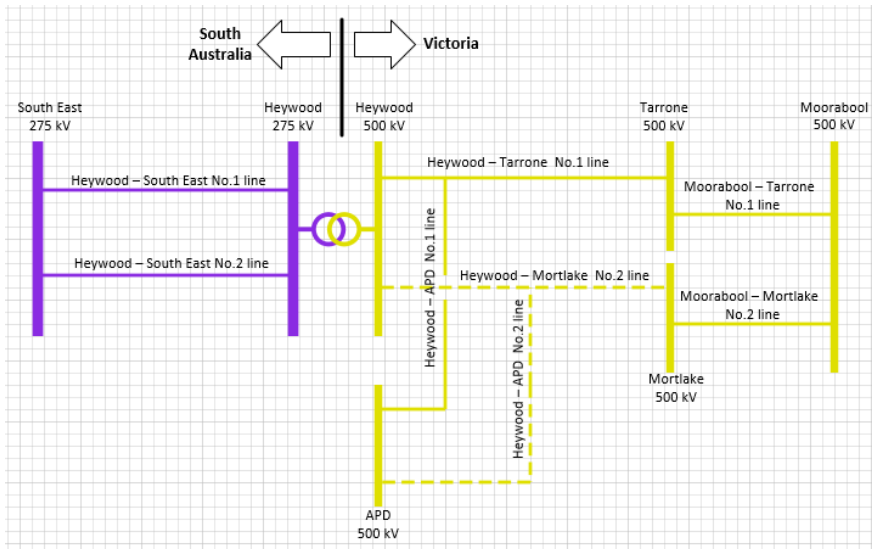 South
Australia
Victoria
South East
275 kV
Heywood
275 kV
Heywood
500 kV
Tarrone
500 kV
Moorabool
500 kV
Heywood – South East No.1 line
Heywood – Tarrone No.1 line
Moorabool – Tarrone
No.1 line
Heywood – South East No.2 line
Heywood – APD No.1 line
Heywood – Mortlake No.2 line
Moorabool – Mortlake
No.2 line
Heywood – APD No.2 line
Mortlake
500 kV
APD
500 kV